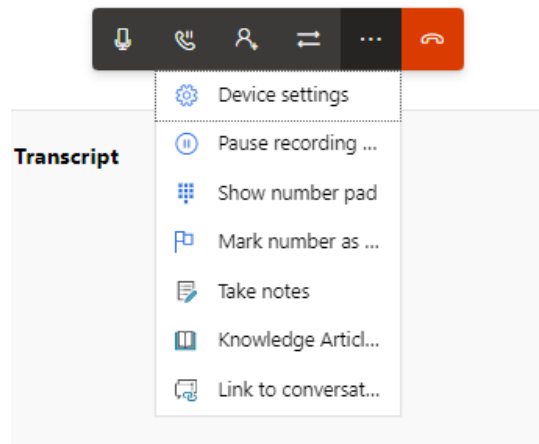 Device settings
Pause recording ...
Transcript
Show number pad
Mark number as ...
Take notes
Knowledge Articl...
Link to conversat...